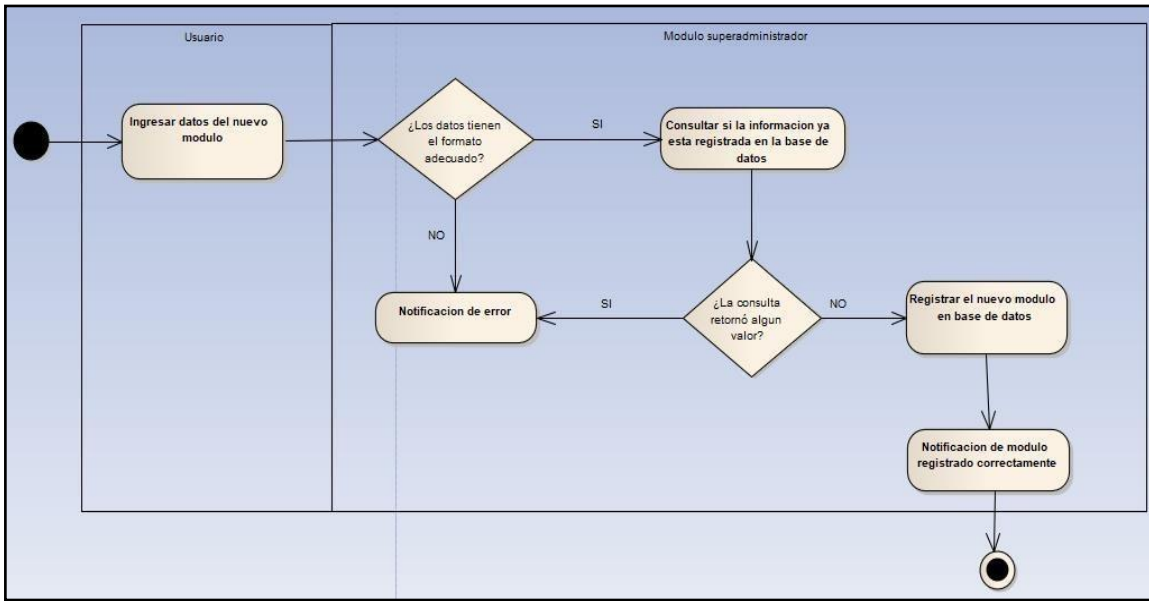 Usuario
Modulo superadministrador
Ingresar datos del nuevo
modulo
¿Los datos tienen
el formato
adecuado?
SI
Consultar si la informacion ya
esta registrada en la base de
datos
NO
Notificacion de error
SI
¿La consulta
retornó algun
valor?
NO
Registrar el nuevo modulo
en base de datos
Notificacion de modulo
registrado correctamente